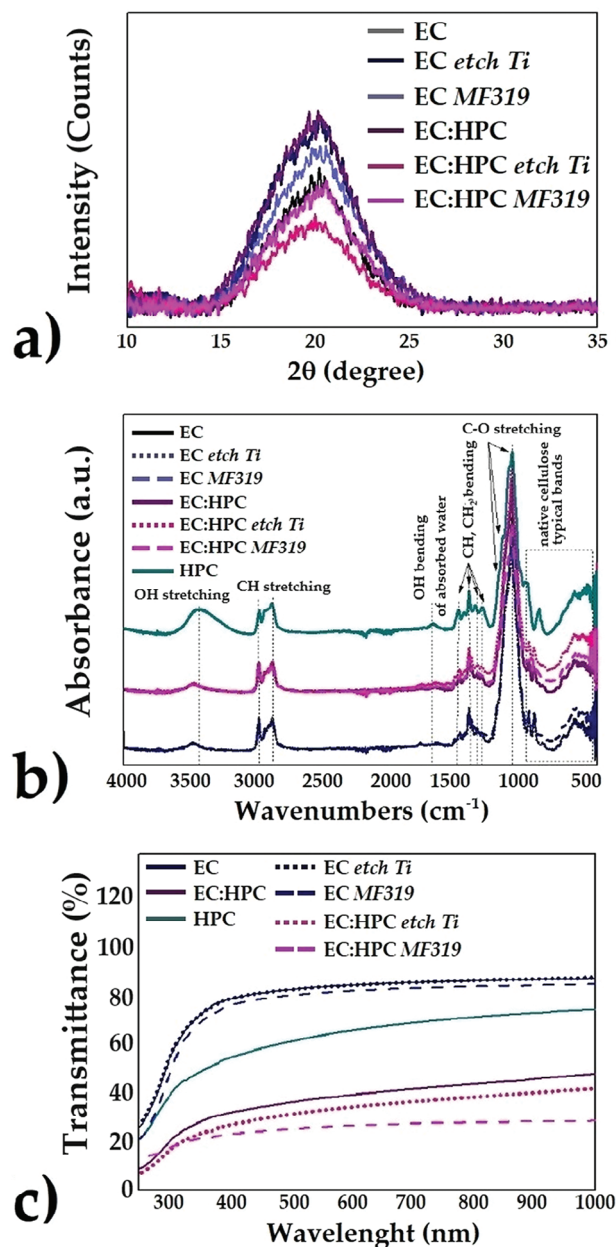 EC
EC etch Ti
EC MF319
EC:HPC
EC:HPC etch Ti
EC:HPC MF319
Intensity (Counts)
10 15 20 25 30 35
2θ (degree)
a)
EC
EC etch Ti
EC MF319
EC:HPC
EC:HPC etch Ti
EC:HPC MF319
HPC
OH stretching
CH stretching
OH bending
of absorbed water
CH, CH2 bending
C-O stretching
native cellulose
typical bands
Absorbance (a.u.)
4000 3500 3000 2500 2000 1500 1000 500
Wavenumbers (cm-1)
b)
EC
EC:HPC
HPC
EC etch Ti
EC MF319
EC:HPC etch Ti
EC:HPC MF319
Transmittance (%)
120
100
80
60
40
20
0
300 400 500 600 700 800 900 1000
Wavelenght (nm)
c)